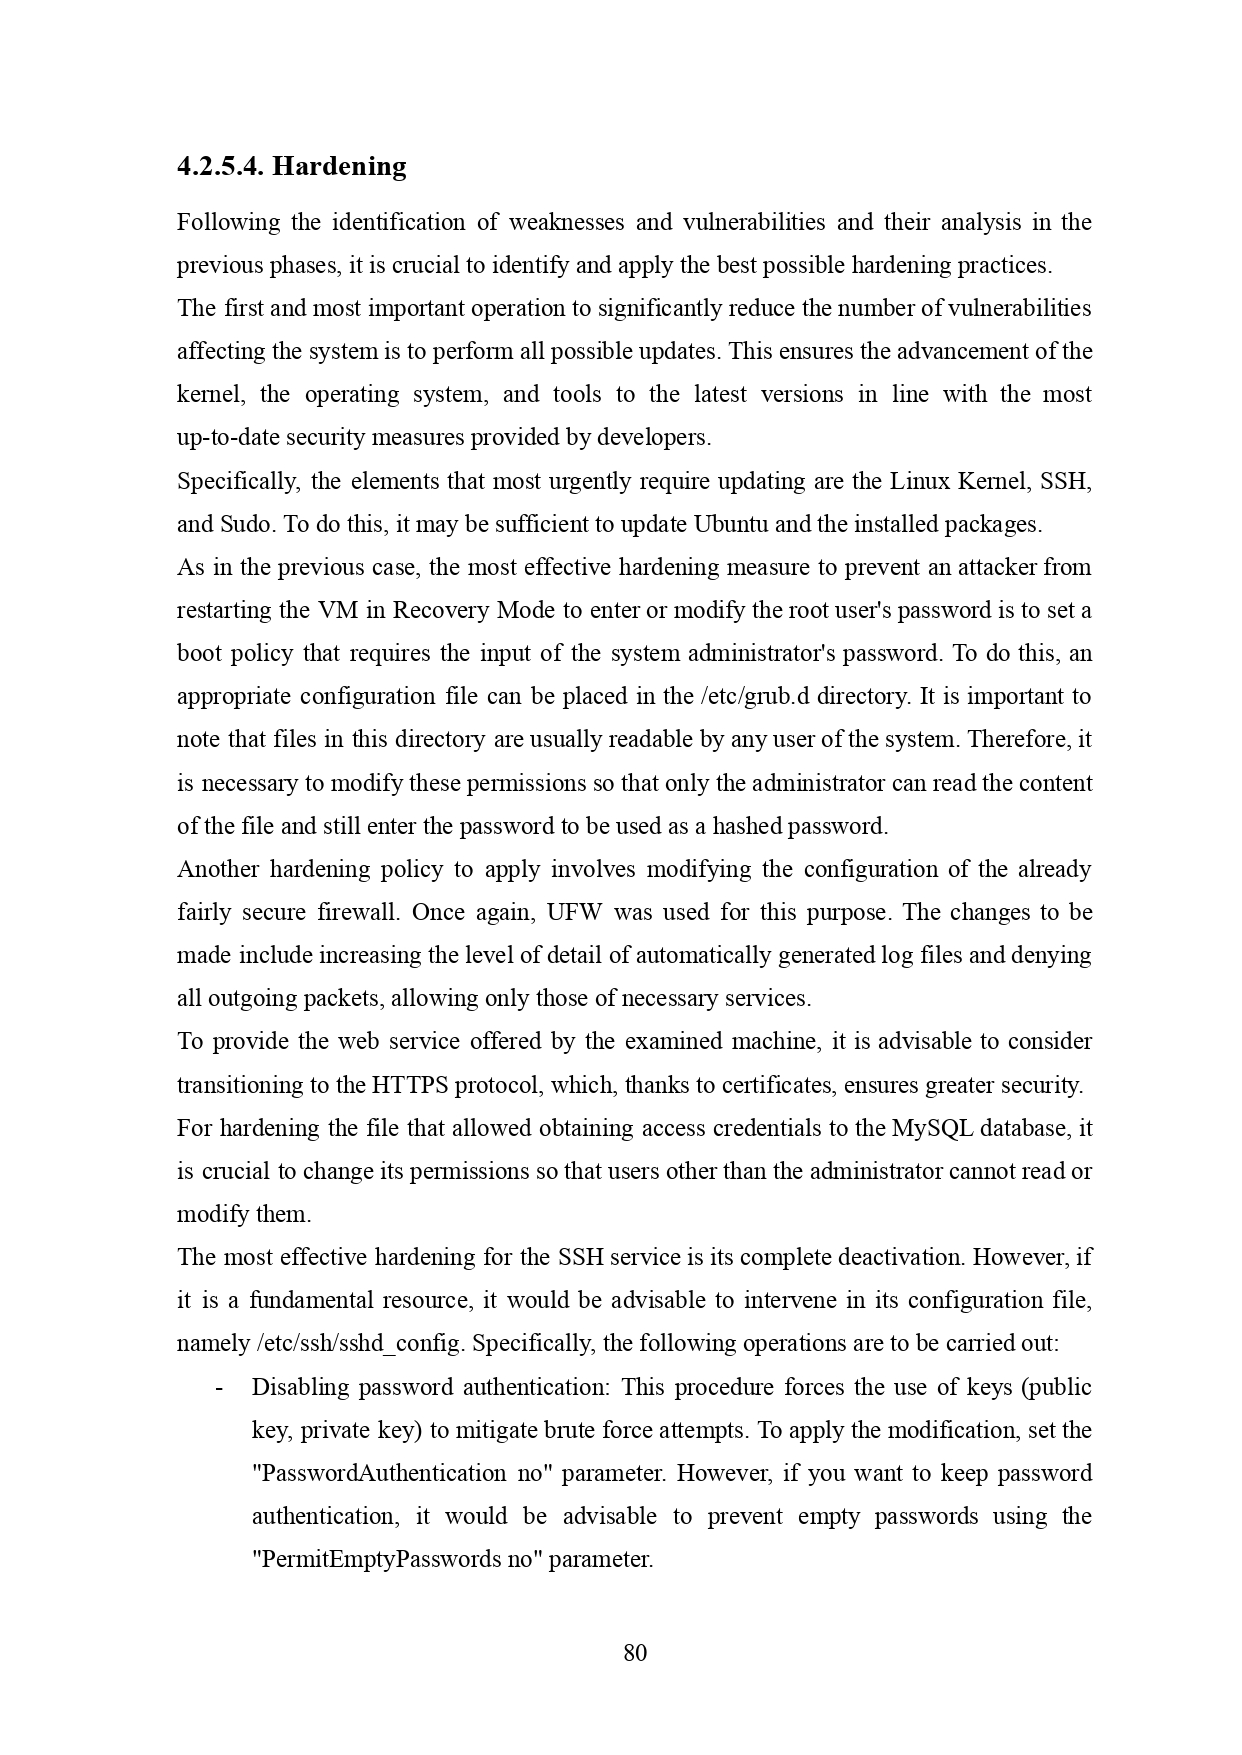 4.2.5.4. Hardening
Following the identification of weaknesses and vulnerabilities and their analysis in the
previous phases, it is crucial to identify and apply the best possible hardening practices.
The first and most important operation to significantly reduce the number of vulnerabilities
affecting the system is to perform all possible updates. This ensures the advancement of the
kernel, the operating system, and tools to the latest versions in line with the most
up-to-date security measures provided by developers.
Specifically, the elements that most urgently require updating are the Linux Kernel, SSH,
and Sudo. To do this, it may be sufficient to update Ubuntu and the installed packages.
As in the previous case, the most effective hardening measure to prevent an attacker from
restarting the VM in Recovery Mode to enter or modify the root user's password is to set a
boot policy that requires the input of the system administrator's password. To do this, an
appropriate configuration file can be placed in the /etc/grub.d directory. It is important to
note that files in this directory are usually readable by any user of the system. Therefore, it
is necessary to modify these permissions so that only the administrator can read the content
of the file and still enter the password to be used as a hashed password.
Another hardening policy to apply involves modifying the configuration of the already
fairly secure firewall. Once again, UFW was used for this purpose. The changes to be
made include increasing the level of detail of automatically generated log files and denying
all outgoing packets, allowing only those of necessary services.
To provide the web service offered by the examined machine, it is advisable to consider
transitioning to the HTTPS protocol, which, thanks to certificates, ensures greater security.
For hardening the file that allowed obtaining access credentials to the MySQL database, it
is crucial to change its permissions so that users other than the administrator cannot read or
modify them.
The most effective hardening for the SSH service is its complete deactivation. However, if
it is a fundamental resource, it would be advisable to intervene in its configuration file,
namely /etc/ssh/sshd_config. Specifically, the following operations are to be carried out:
- Disabling password authentication: This procedure forces the use of keys (public
key, private key) to mitigate brute force attempts. To apply the modification, set the
"PasswordAuthentication no" parameter. However, if you want to keep password
authentication, it would be advisable to prevent empty passwords using the
"PermitEmptyPasswords no" parameter.
80